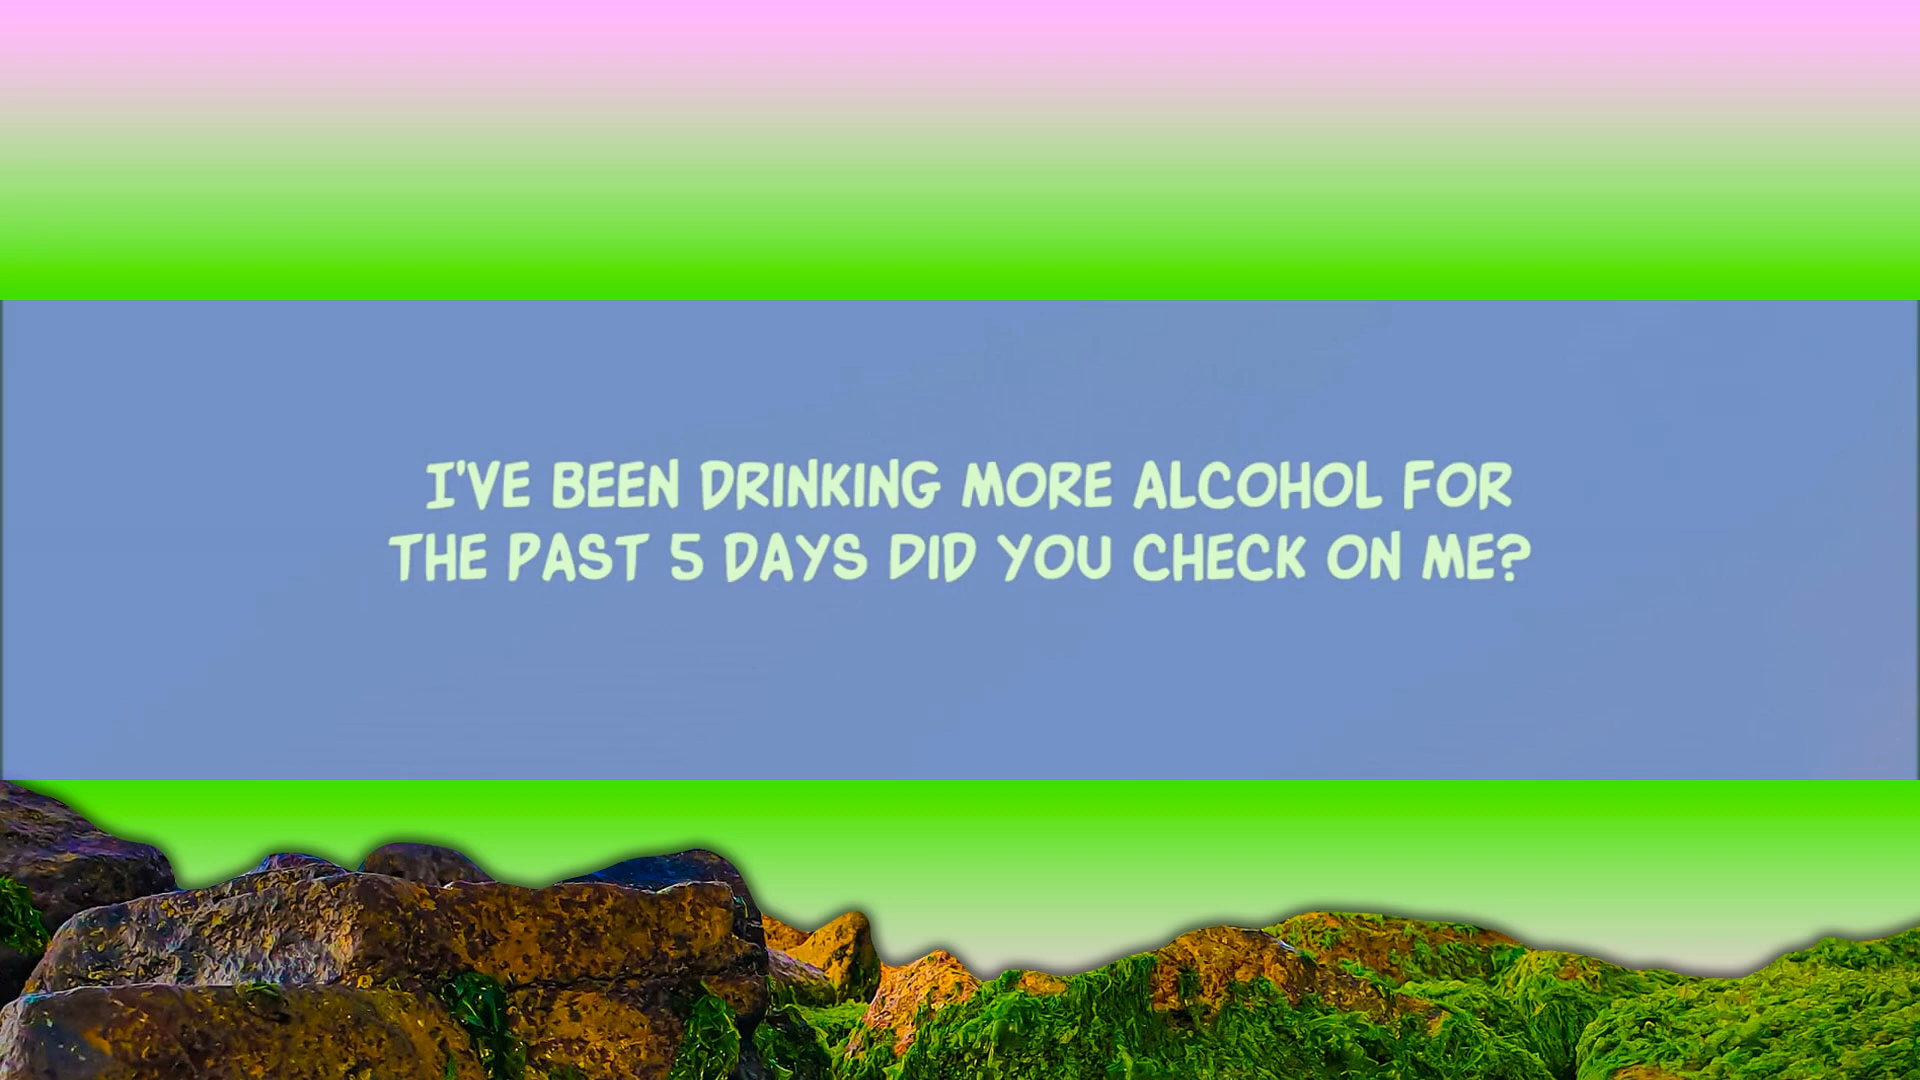 I'VE BEEN DRINKING MORE ALCOHOL FOR
THE PAST 5 DAYS DID YOU CHECK ON ME?